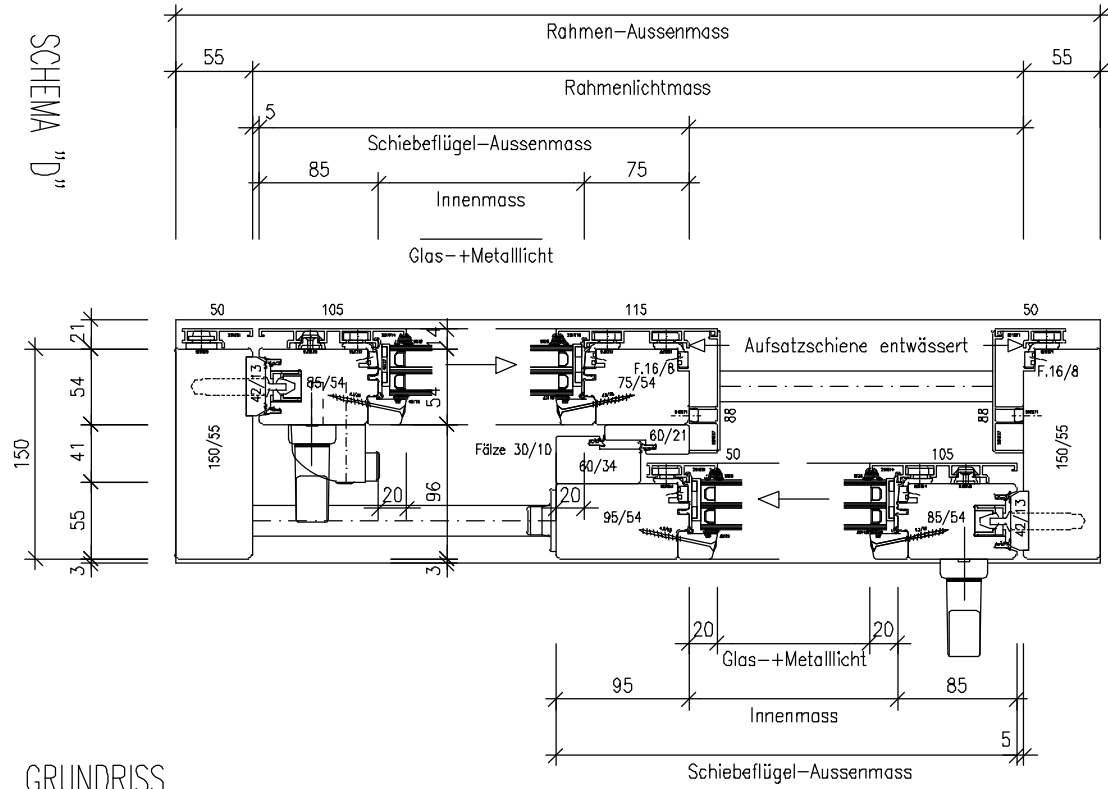 Rahmen-Aussenmass
55
55
Rahmenlichtmass
5
Schiebeflügel-Aussenmass
85
75
Innenmass
Glas-+Metalllicht
SCHEMA "D"
50
105
115
50
21
4
Aufsatzschiene entwässert
F.16/8
F.16/8
54
42/13
85/54
54
75/54
88
88
150
150/55
60/21
150/55
41
Fälze 30/10
60/34
50
105
20
96
20
55
95/54
85/54
42/13
3
3
20
20
Glas-+Metalllicht
95
85
Innenmass
5
Schiebeflügel-Aussenmass
GRUNDRISS